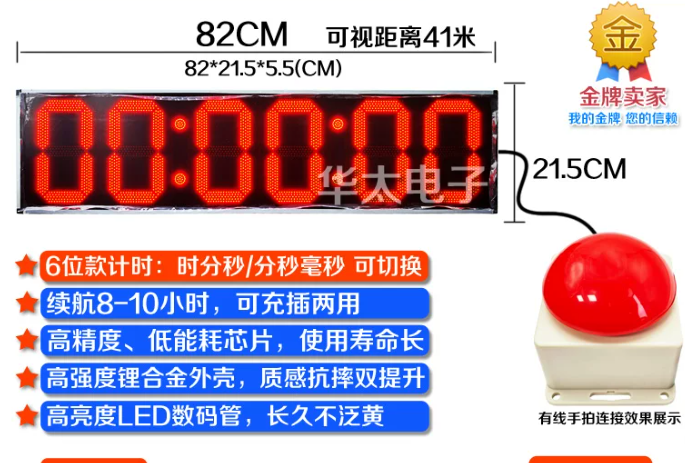 82CM 可视距离41米
82*21.5*5.5(CM)
金
金牌卖家
我的金牌 您的信赖
00:00:00
华太电子
21.5CM
6位款计时：时分秒/分秒毫秒 可切换
续航8-10小时，可充插两用
高精度、低能耗芯片，使用寿命长
高强度锂合金外壳，质感抗摔双提升
高亮度LED数码管，长久不泛黄
有线手拍连接效果展示